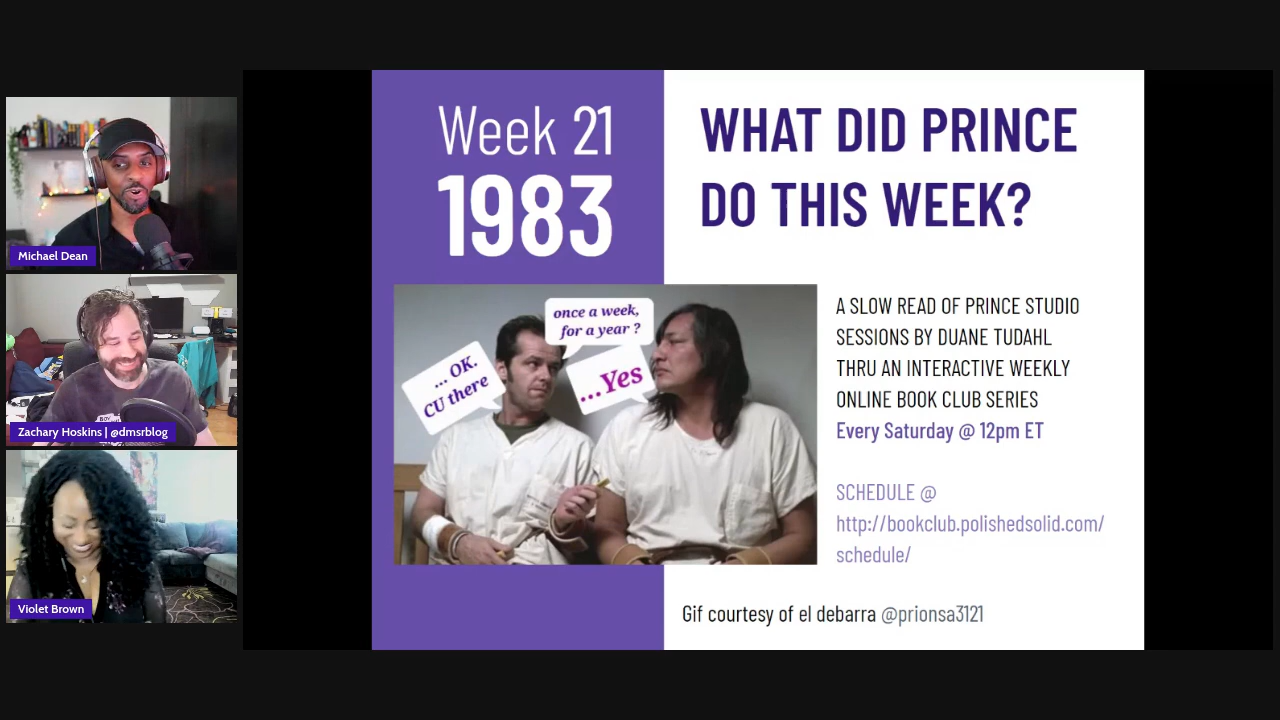 Michael Dean
Zachary Hoskins | @dmsrblog
Violet Brown
Week 21
1983
WHAT DID PRINCE
DO THIS WEEK?
once a week,
for a year ?
... OK.
CU there
...Yes
A SLOW READ OF PRINCE STUDIO
SESSIONS BY DUANE TUDAHL
THRU AN INTERACTIVE WEEKLY
ONLINE BOOK CLUB SERIES
Every Saturday @ 12pm ET
SCHEDULE @
http://bookclub.polishedsolid.com/
schedule/
Gif courtesy of el debarra @prionsa3121